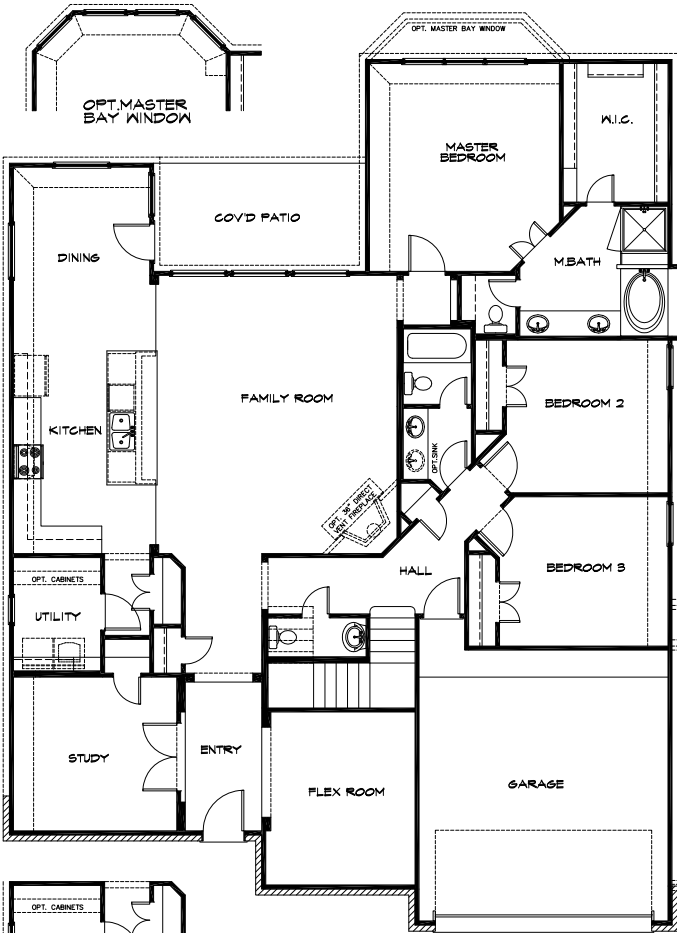 OPT. MASTER BAY WINDOW
OPT.MASTER
BAY WINDOW
W.I.C.
MASTER
BEDROOM
COV'D PATIO
DINING
M.BATH
FAMILY ROOM
BEDROOM 2
KITCHEN
OPT.SINK
OPT. 36" DIRECT
VENT FIREPLACE
HALL
BEDROOM 3
OPT. CABINETS
UTILITY
ENTRY
STUDY
FLEX ROOM
GARAGE
OPT. CABINETS